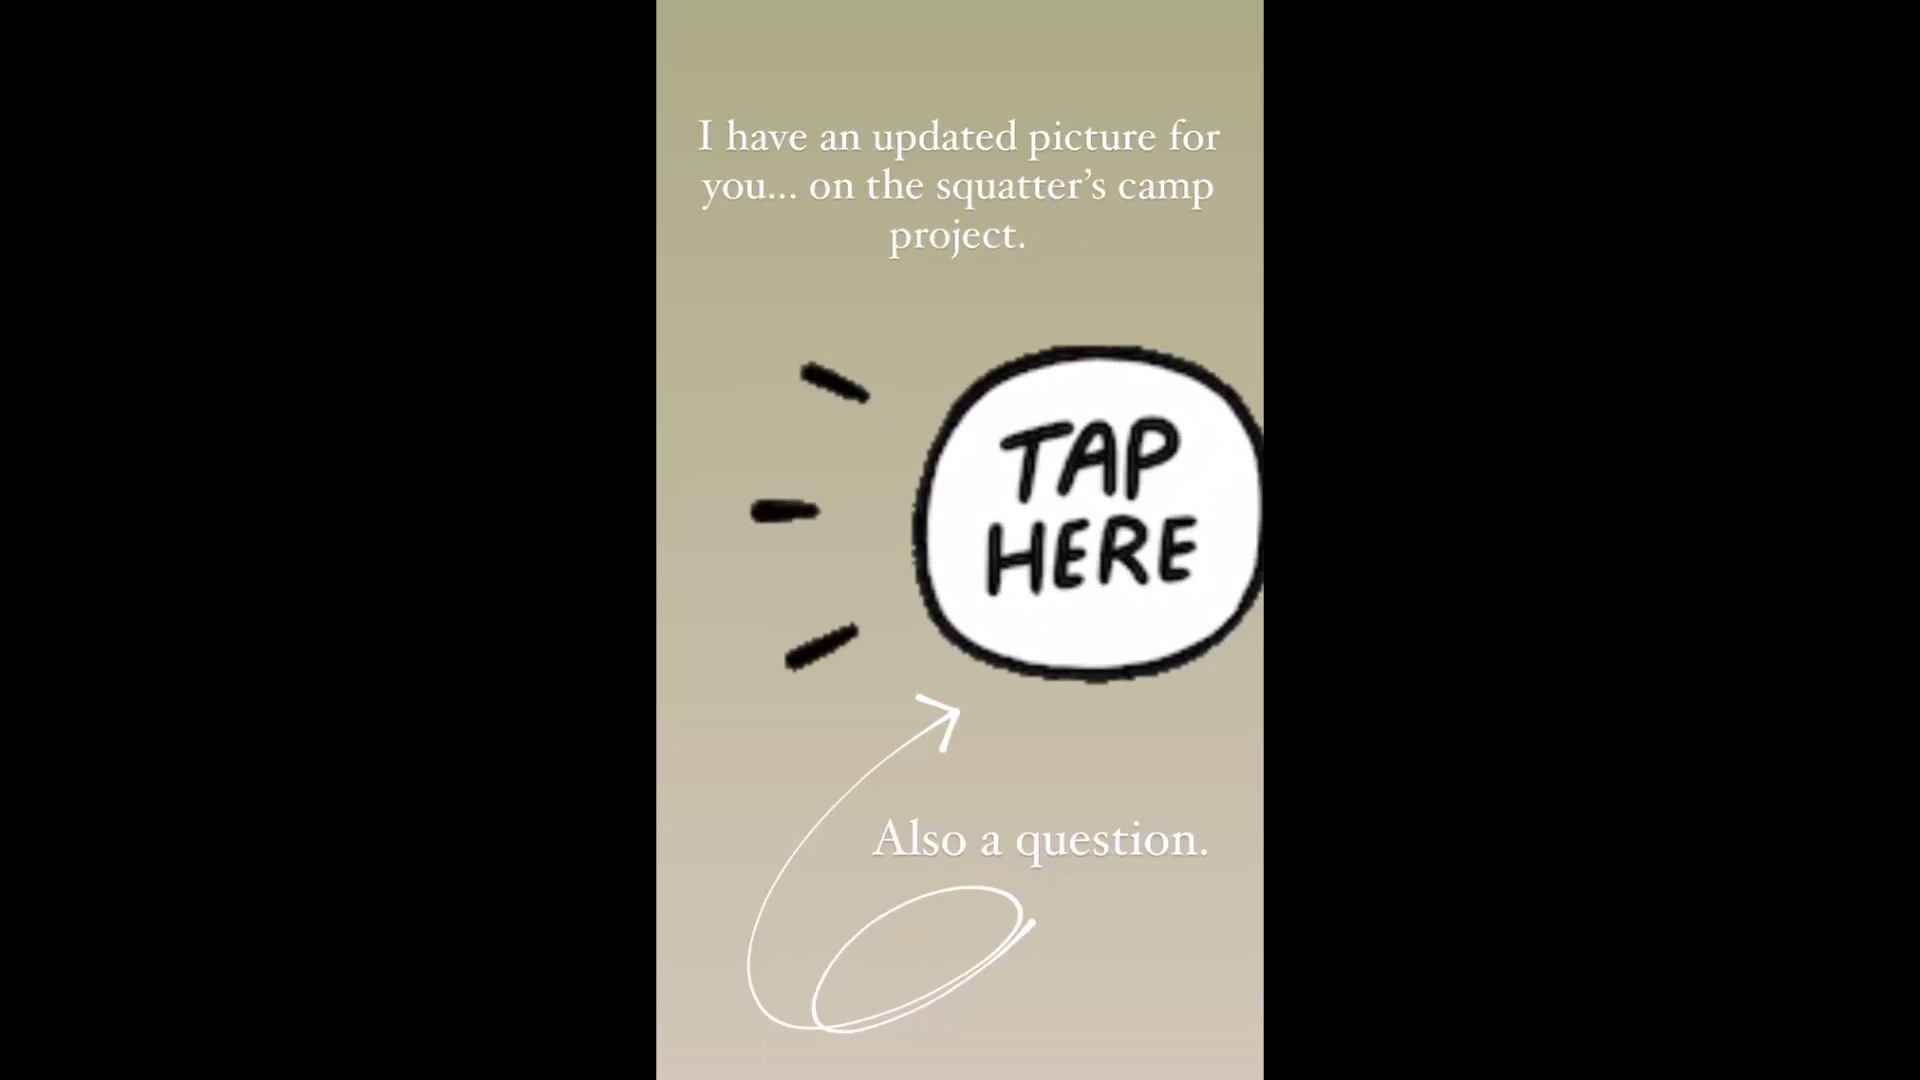 I have an updated picture for
you... on the squatter’s camp
project.
TAP
HERE
Also a question.